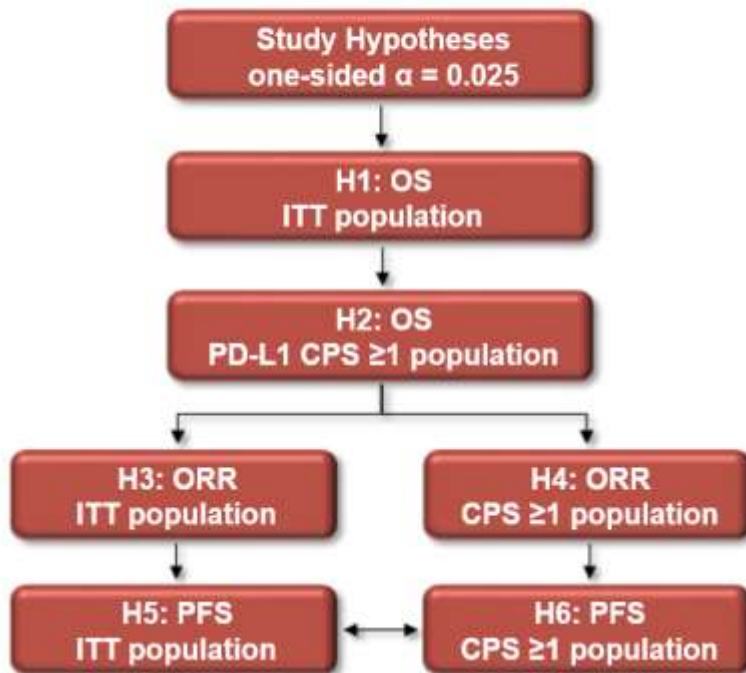 Study Hypotheses
one-sided α = 0.025
H1: OS
ITT population
H2: OS
PD-L1 CPS ≥1 population
H3: ORR
ITT population
H4: ORR
CPS ≥1 population
H5: PFS
ITT population
H6: PFS
CPS ≥1 population